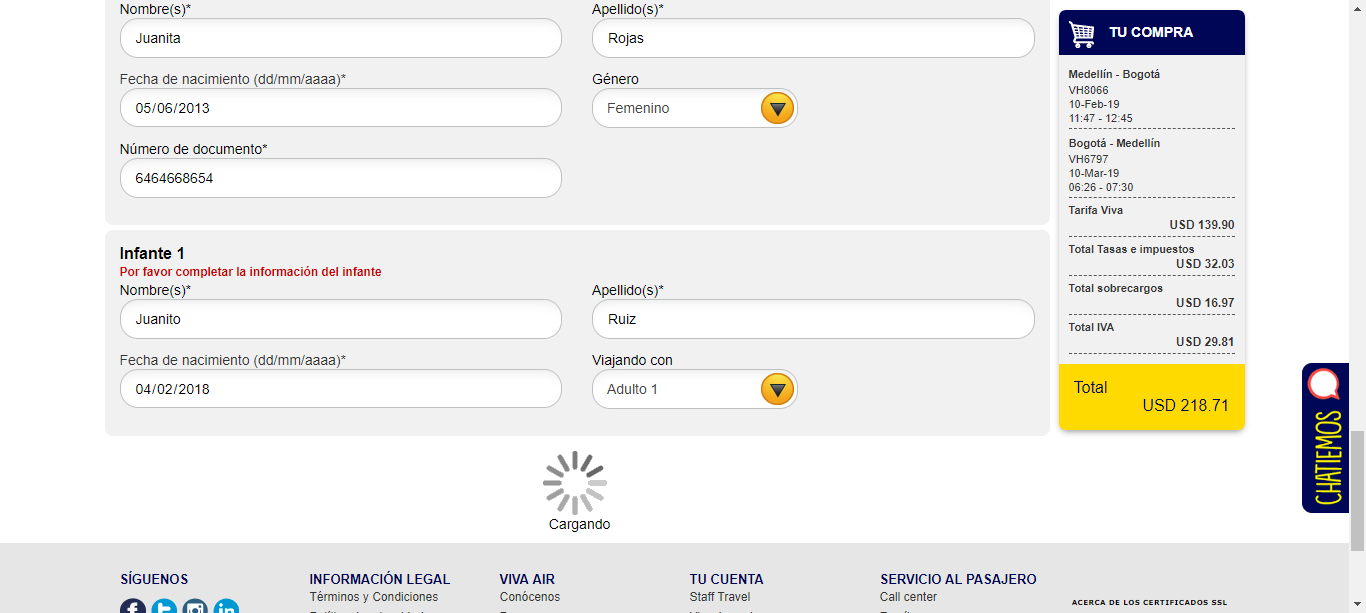 Nombre(s)*
Apellido(s)*
Juanita
Rojas
Fecha de nacimiento (dd/mm/aaaa)*
Género
05/06/2013
Femenino
Número de documento*
6464668654
Infante 1
Por favor completar la información del infante
Nombre(s)*
Apellido(s)*
Juanito
Ruiz
Fecha de nacimiento (dd/mm/aaaa)*
Viajando con
04/02/2018
Adulto 1
Cargando
TU COMPRA
Medellín - Bogotá
VH8066
10-Feb-19
11:47 - 12:45
Bogotá - Medellín
VH6797
10-Mar-19
06:26 - 07:30
Tarifa Viva
USD 139.90
Total Tasas e impuestos
USD 32.03
Total sobrecargos
USD 16.97
Total IVA
USD 29.81
Total
USD 218.71
CHATIEMOS
SÍGUENOS
INFORMACIÓN LEGAL
Términos y Condiciones
VIVA AIR
Conócenos
TU CUENTA
Staff Travel
SERVICIO AL PASAJERO
Call center
ACERCA DE LOS CERTIFICADOS SSL